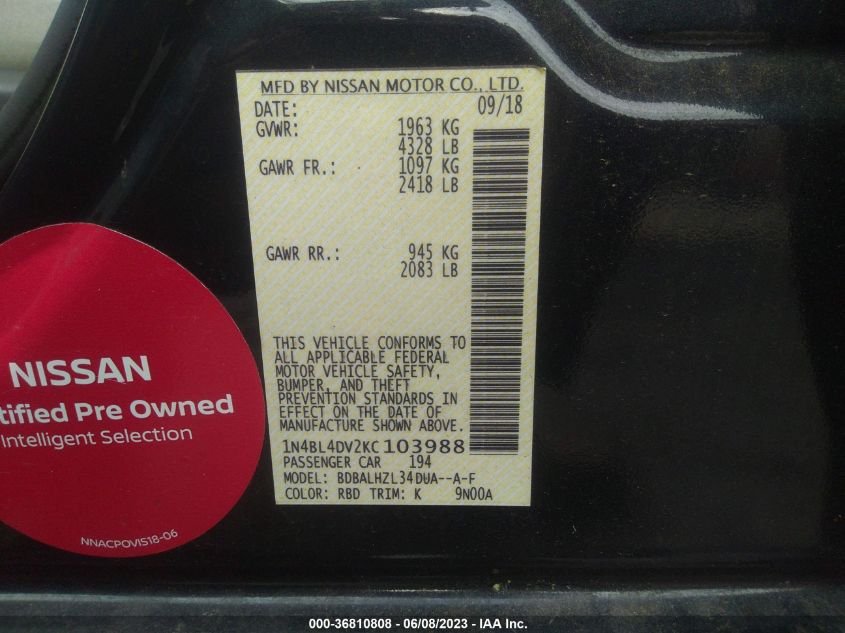 MFD BY NISSAN MOTOR CO., LTD.
DATE: 09/18
GVWR: 1963 KG
4328 LB
GAWR FR.: 1097 KG
2418 LB
GAWR RR.: 945 KG
2083 LB
THIS VEHICLE CONFORMS TO
ALL APPLICABLE FEDERAL
MOTOR VEHICLE SAFETY,
BUMPER, AND THEFT
PREVENTION STANDARDS IN
EFFECT ON THE DATE OF
MANUFACTURE SHOWN ABOVE.
1N4BL4DV2KC103988
PASSENGER CAR 194
MODEL: BDBALHZL34DUA--A-F
COLOR: RBD TRIM: K 9N00A
NISSAN
tified Pre Owned
Intelligent Selection
NNACPOVIS18-06
000-36810808 - 06/08/2023 - IAA Inc.